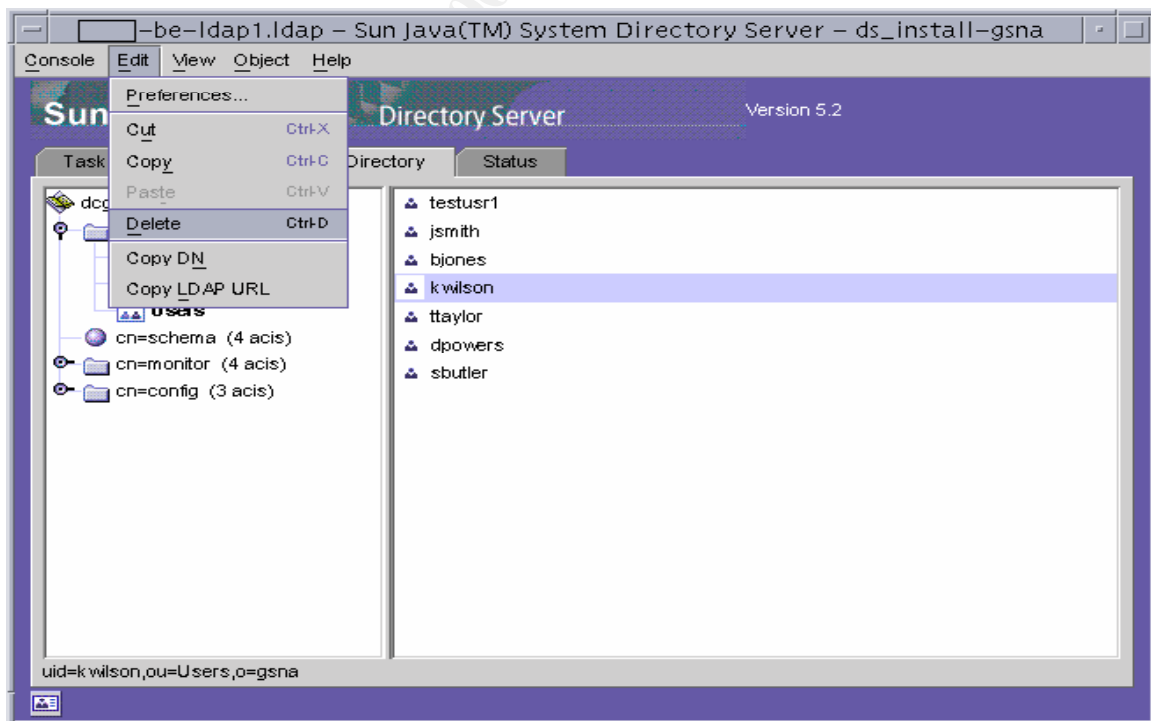 -be-ldap1.ldap – Sun Java(TM) System Directory Server – ds_install-gsna
Console Edit View Object Help
Preferences...
Cut Ctrl-X
Copy Ctrl-C
Paste Ctrl-V
Delete Ctrl-D
Copy DN
Copy LDAP URL
Sun
Directory Server
Version 5.2
Task
Directory
Status
Users
cn=schema (4 acis)
cn=monitor (4 acis)
cn=config (3 acis)
testusr1
jsmith
bjones
kwilson
ttaylor
dpowers
sbutler
uid=kwilson,ou=Users,o=gsna